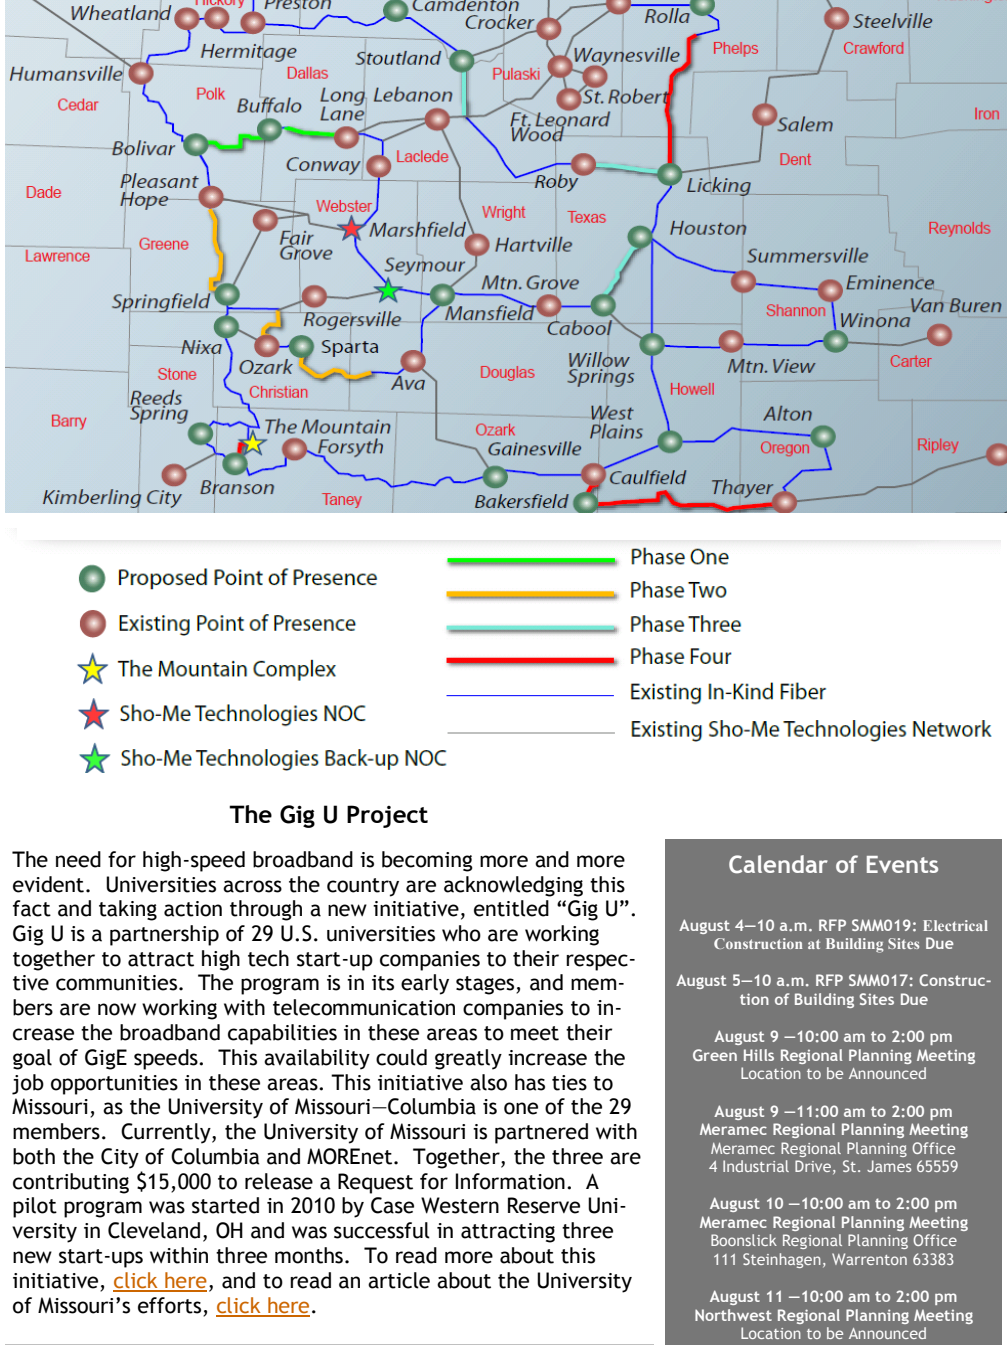 Hickory
Preston
Camdenton
Wheatland
Crocker
Rolla
Steelville
Hermitage
Stoutland
Waynesville
Phelps
Crawford
Humansville
Dallas
Pulaski
Cedar
Polk
Buffalo
Long
Lane
Lebanon
St. Robert
Ft. Leonard
Wood
Salem
Iron
Bolivar
Conway
Laclede
Dent
Pleasant
Hope
Roby
Licking
Dade
Webster
Wright
Texas
Marshfield
Houston
Reynolds
Greene
Fair
Grove
Hartville
Lawrence
Seymour
Summersville
Mtn. Grove
Eminence
Springfield
Mansfield
Shannon
Van Buren
Rogersville
Cabool
Winona
Nixa
Sparta
Willow
Springs
Mtn. View
Carter
Ozark
Stone
Ava
Douglas
Christian
Howell
Reeds
Spring
Barry
The Mountain
West
Plains
Alton
Forsyth
Ozark
Gainesville
Oregon
Ripley
Branson
Caulfield
Kimberling City
Taney
Bakersfield
Thayer
Proposed Point of Presence
Existing Point of Presence
The Mountain Complex
Sho-Me Technologies NOC
Sho-Me Technologies Back-up NOC
Phase One
Phase Two
Phase Three
Phase Four
Existing In-Kind Fiber
Existing Sho-Me Technologies Network
The Gig U Project
The need for high-speed broadband is becoming more and more
evident.  Universities across the country are acknowledging this
fact and taking action through a new initiative, entitled “Gig U”.
Gig U is a partnership of 29 U.S. universities who are working
together to attract high tech start-up companies to their respec-
tive communities.  The program is in its early stages, and mem-
bers are now working with telecommunication companies to in-
crease the broadband capabilities in these areas to meet their
goal of GigE speeds.  This availability could greatly increase the
job opportunities in these areas. This initiative also has ties to
Missouri, as the University of Missouri—Columbia is one of the 29
members.  Currently, the University of Missouri is partnered with
both the City of Columbia and MOREnet.  Together, the three are
contributing $15,000 to release a Request for Information.  A
pilot program was started in 2010 by Case Western Reserve Uni-
versity in Cleveland, OH and was successful in attracting three
new start-ups within three months.  To read more about this
initiative, click here, and to read an article about the University
of Missouri’s efforts, click here.
Calendar of Events
August 4—10 a.m. RFP SMM019: Electrical
Construction at Building Sites Due
August 5—10 a.m. RFP SMM017: Construc-
tion of Building Sites Due
August 9 —10:00 am to 2:00 pm
Green Hills Regional Planning Meeting
Location to be Announced
August 9 —11:00 am to 2:00 pm
Meramec Regional Planning Meeting
Meramec Regional Planning Office
4 Industrial Drive, St. James 65559
August 10 —10:00 am to 2:00 pm
Meramec Regional Planning Meeting
Boonslick Regional Planning Office
111 Steinhagen, Warrenton 63383
August 11 —10:00 am to 2:00 pm
Northwest Regional Planning Meeting
Location to be Announced